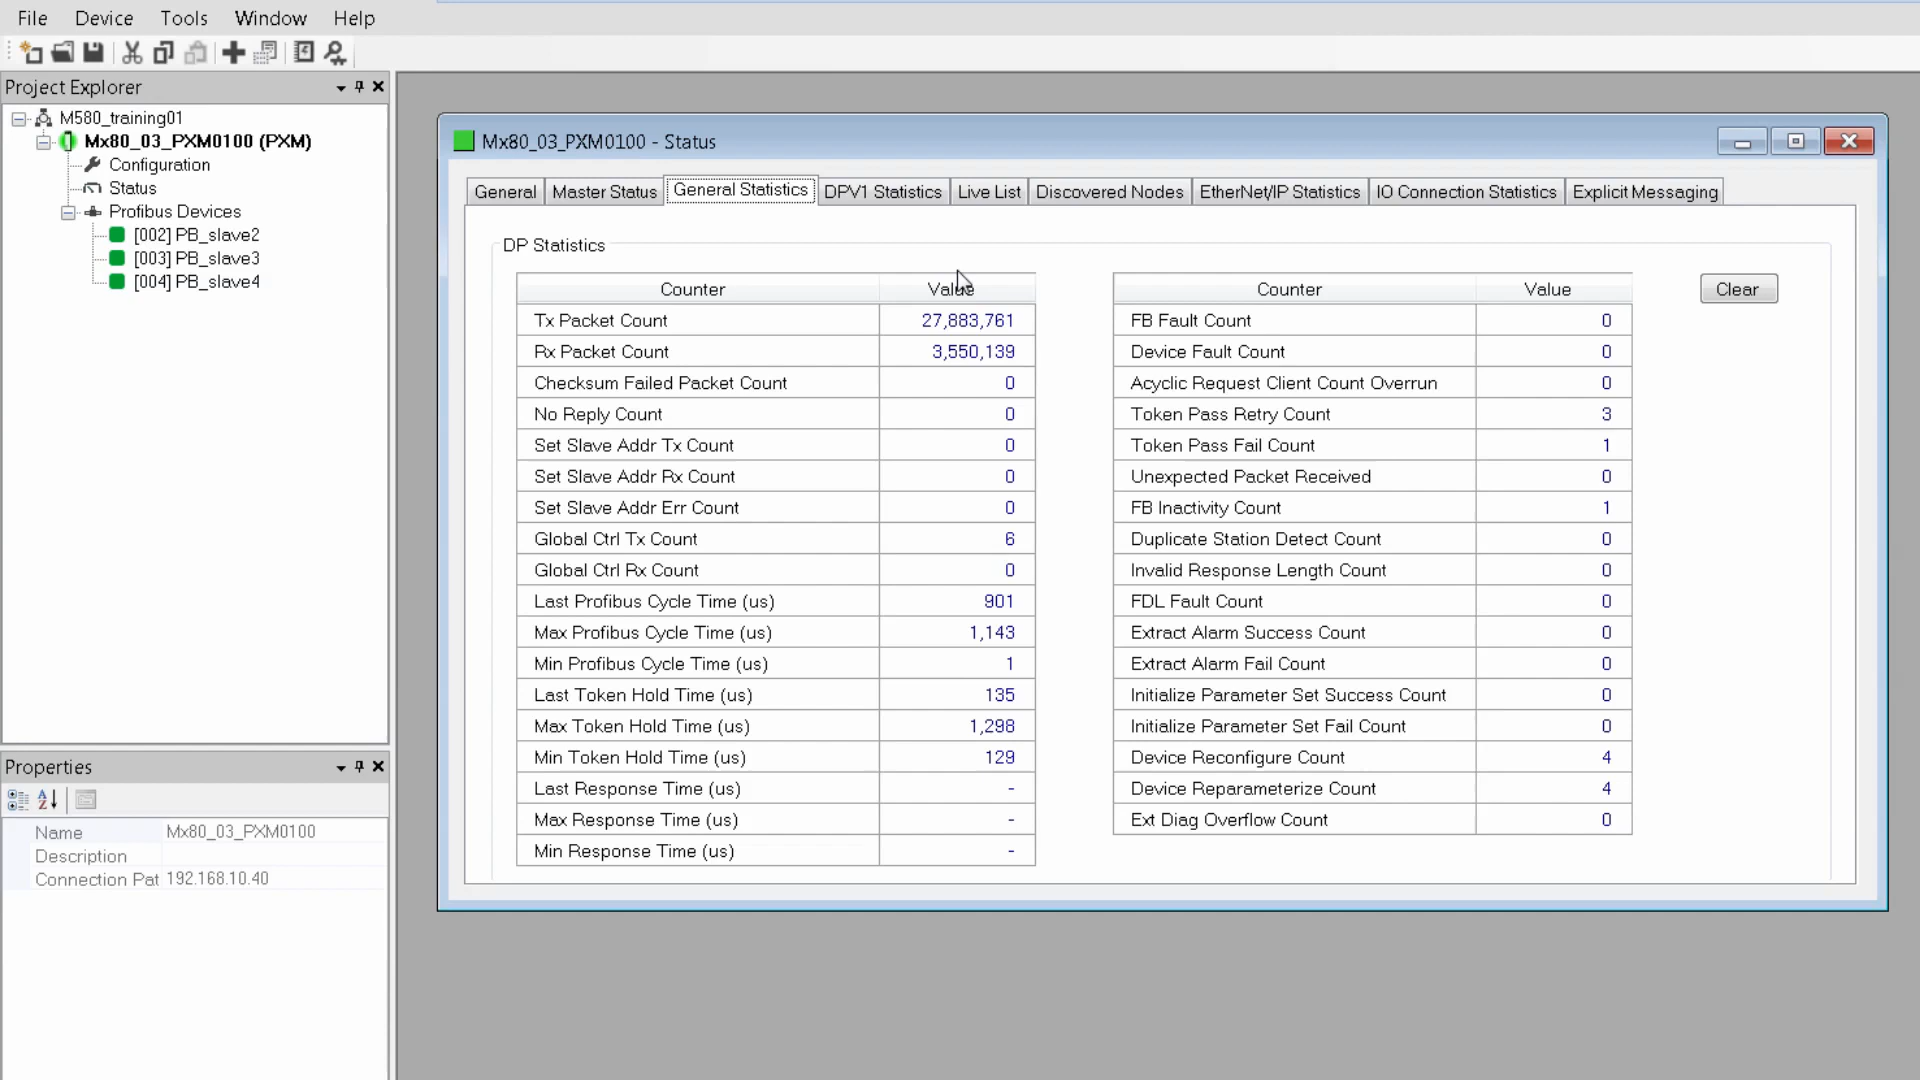 File Device Tools Window Help
Project Explorer
M580_training01
Mx80_03_PXM0100 (PXM)
Configuration
Status
Profibus Devices
[002] PB_slave2
[003] PB_slave3
[004] PB_slave4
Properties
Name Mx80_03_PXM0100
Description
Connection Pat 192.168.10.40
Mx80_03_PXM0100 - Status
General Master Status General Statistics DPV1 Statistics Live List Discovered Nodes EtherNet/IP Statistics IO Connection Statistics Explicit Messaging
DP Statistics
Counter Value
Tx Packet Count 27,883,761
Rx Packet Count 3,550,139
Checksum Failed Packet Count 0
No Reply Count 0
Set Slave Addr Tx Count 0
Set Slave Addr Rx Count 0
Set Slave Addr Err Count 0
Global Ctrl Tx Count 6
Global Ctrl Rx Count 0
Last Profibus Cycle Time (us) 901
Max Profibus Cycle Time (us) 1,143
Min Profibus Cycle Time (us) 1
Last Token Hold Time (us) 135
Max Token Hold Time (us) 1,298
Min Token Hold Time (us) 129
Last Response Time (us) -
Max Response Time (us) -
Min Response Time (us) -
Counter Value
FB Fault Count 0
Device Fault Count 0
Acyclic Request Client Count Overrun 0
Token Pass Retry Count 3
Token Pass Fail Count 1
Unexpected Packet Received 0
FB Inactivity Count 1
Duplicate Station Detect Count 0
Invalid Response Length Count 0
FDL Fault Count 0
Extract Alarm Success Count 0
Extract Alarm Fail Count 0
Initialize Parameter Set Success Count 0
Initialize Parameter Set Fail Count 0
Device Reconfigure Count 4
Device Reparameterize Count 4
Ext Diag Overflow Count 0
Clear